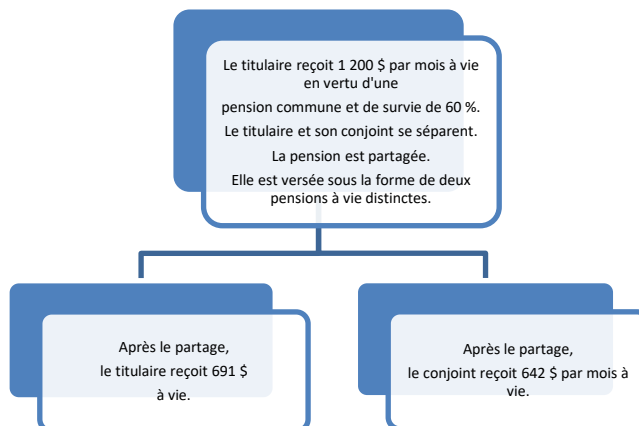 Le titulaire reçoit 1 200 $ par mois à vie
en vertu d'une
pension commune et de survie de 60 %.
Le titulaire et son conjoint se séparent.
La pension est partagée.
Elle est versée sous la forme de deux
pensions à vie distinctes.
Après le partage,
le titulaire reçoit 691 $
à vie.
Après le partage,
le conjoint reçoit 642 $ par mois à
vie.